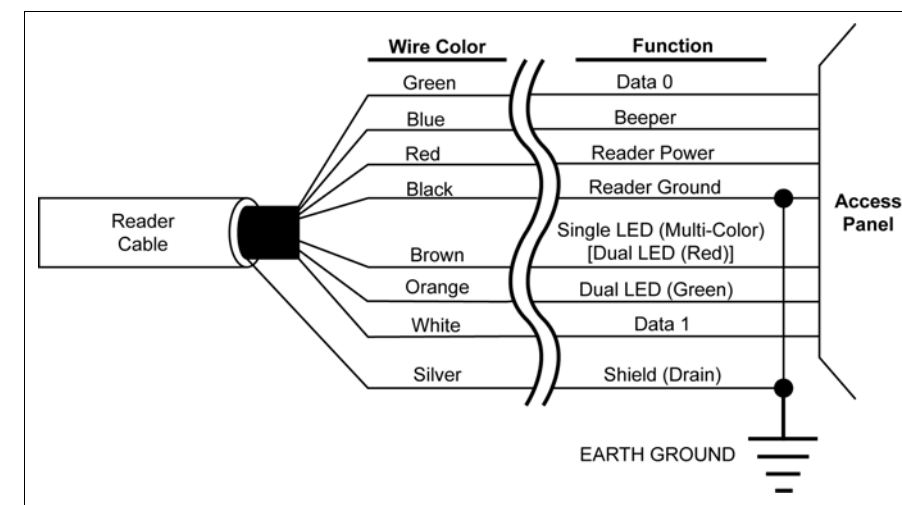 Wire Color Function
Green Data 0
Blue Beeper
Red Reader Power
Black Reader Ground
Reader
Cable
Access
Panel
Single LED (Multi-Color)
Brown [Dual LED (Red)]
Orange Dual LED (Green)
White Data 1
Silver Shield (Drain)
EARTH GROUND